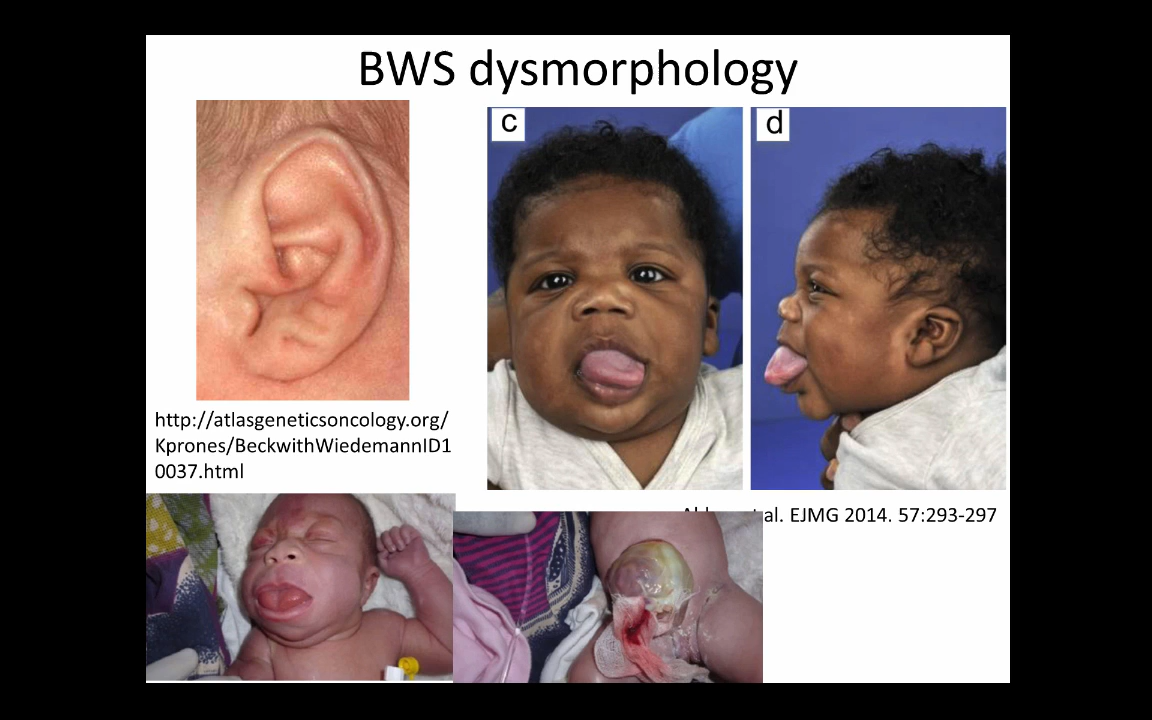 BWS dysmorphology
c
d
http://atlasgeneticsoncology.org/
Kprones/BeckwithWiedemannID1
0037.html
al. EJMG 2014. 57:293-297